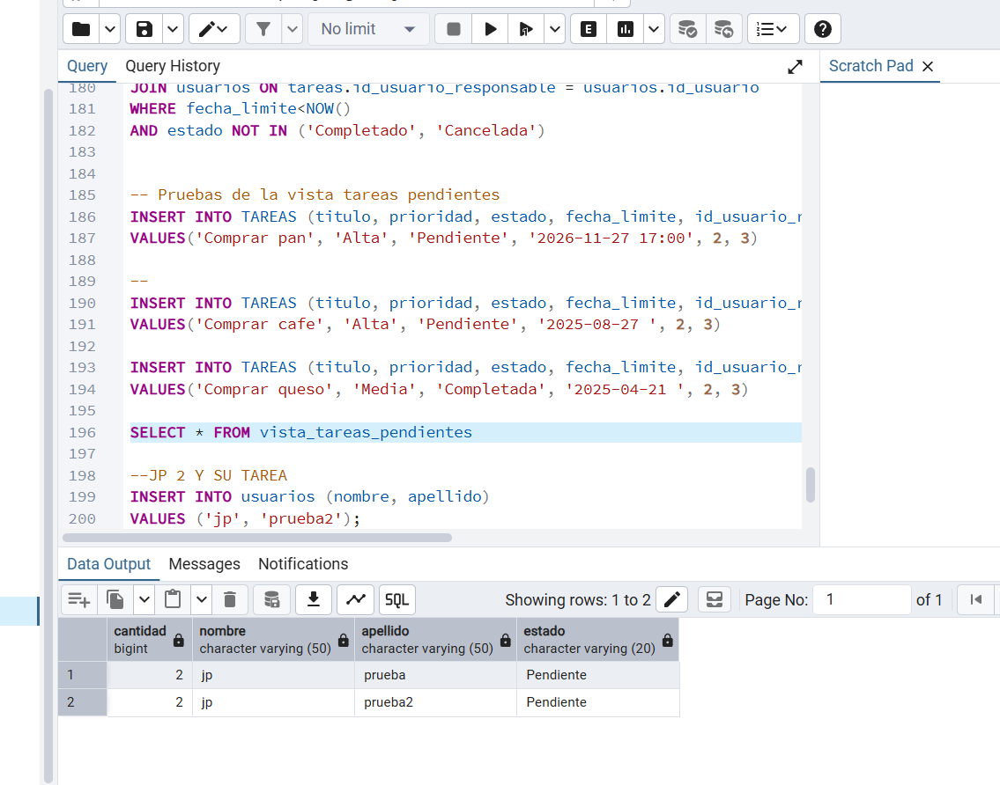 No limit
Query
Query History
Scratch Pad
180 JOIN usuarios ON tareas.id_usuario_responsable = usuarios.id_usuario
181 WHERE fecha_limite<NOW()
182 AND estado NOT IN ('Completado', 'Cancelada')
183
184
185 -- Pruebas de la vista tareas pendientes
186 INSERT INTO TAREAS (titulo, prioridad, estado, fecha_limite, id_usuario_r
187 VALUES('Comprar pan', 'Alta', 'Pendiente', '2026-11-27 17:00', 2, 3)
188
189 --
190 INSERT INTO TAREAS (titulo, prioridad, estado, fecha_limite, id_usuario_r
191 VALUES('Comprar cafe', 'Alta', 'Pendiente', '2025-08-27 ', 2, 3)
192
193 INSERT INTO TAREAS (titulo, prioridad, estado, fecha_limite, id_usuario_r
194 VALUES('Comprar queso', 'Media', 'Completada', '2025-04-21 ', 2, 3)
195
196 SELECT * FROM vista_tareas_pendientes
197
198 --JP 2 Y SU TAREA
199 INSERT INTO usuarios (nombre, apellido)
200 VALUES ('jp', 'prueba2');
Data Output Messages Notifications
SQL Showing rows: 1 to 2 Page No: 1 of 1
cantidad nombre apellido estado
bigint character varying (50) character varying (50) character varying (20)
1 2 jp prueba Pendiente
2 2 jp prueba2 Pendiente